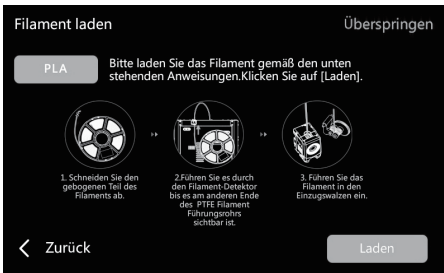 Filament laden
Überspringen
PLA
Bitte laden Sie das Filament gemäß den unten
stehenden Anweisungen.Klicken Sie auf [Laden].
1. Schneiden Sie den
gebogenen Teil des
Filaments ab.
2.Führen Sie es durch
den Filament-Detektor
bis es am anderen Ende
des PTFE Filament
Führungsrohrs
sichtbar ist.
3. Führen Sie das
Filament in den
Einzugswalzen ein.
Zurück
Laden